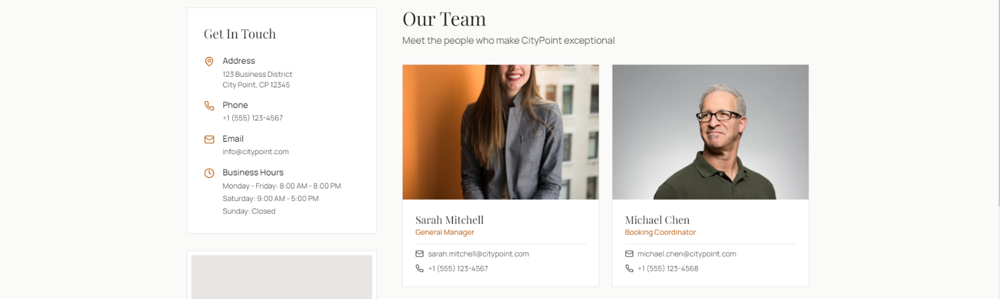 Get In Touch
Address
123 Business District
City Point, CP 12345
Phone
+1 (555) 123-4567
Email
info@citypoint.com
Business Hours
Monday - Friday: 8:00 AM - 8:00 PM
Saturday: 9:00 AM - 5:00 PM
Sunday: Closed
Our Team
Meet the people who make CityPoint exceptional
Sarah Mitchell
General Manager
sarah.mitchell@citypoint.com
+1 (555) 123-4567
Michael Chen
Booking Coordinator
michael.chen@citypoint.com
+1 (555) 123-4568